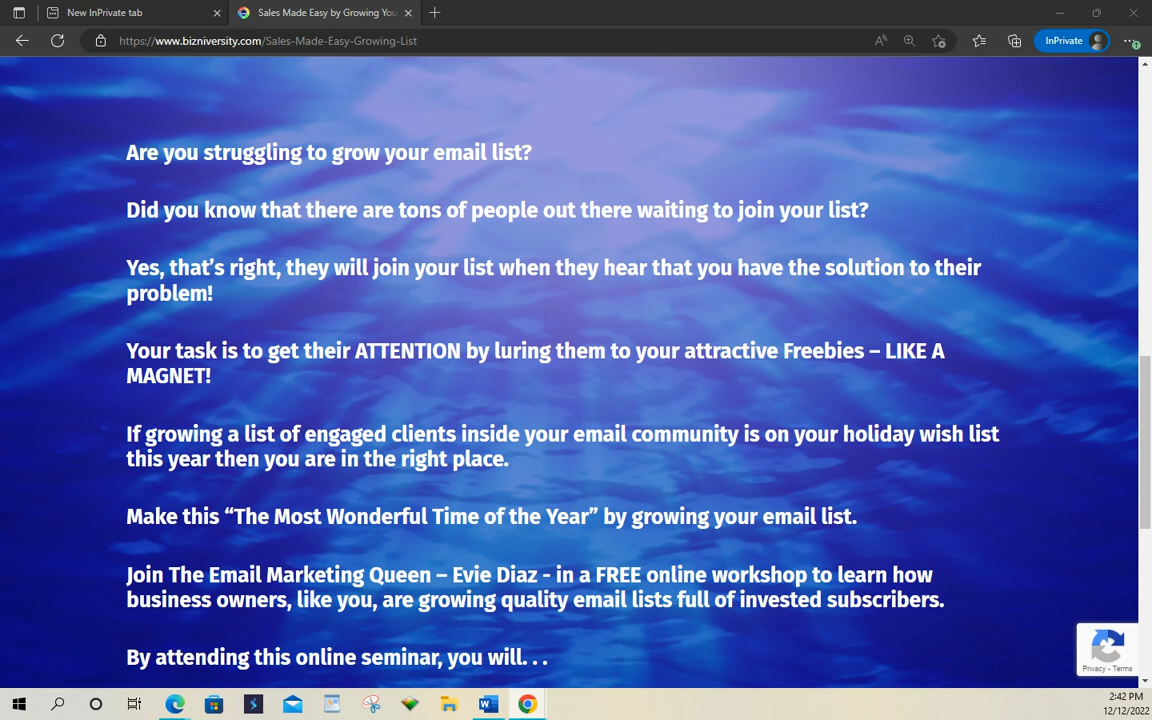 New InPrivate tab
Sales Made Easy by Growing You
https://www.bizniversity.com/Sales-Made-Easy-Growing-List
InPrivate
Are you struggling to grow your email list?
Did you know that there are tons of people out there waiting to join your list?
Yes, that’s right, they will join your list when they hear that you have the solution to their
problem!
Your task is to get their ATTENTION by luring them to your attractive Freebies – LIKE A
MAGNET!
If growing a list of engaged clients inside your email community is on your holiday wish list
this year then you are in the right place.
Make this “The Most Wonderful Time of the Year” by growing your email list.
Join The Email Marketing Queen – Evie Diaz - in a FREE online workshop to learn how
business owners, like you, are growing quality email lists full of invested subscribers.
By attending this online seminar, you will. . .
Privacy - Terms
2:42 PM
12/12/2022